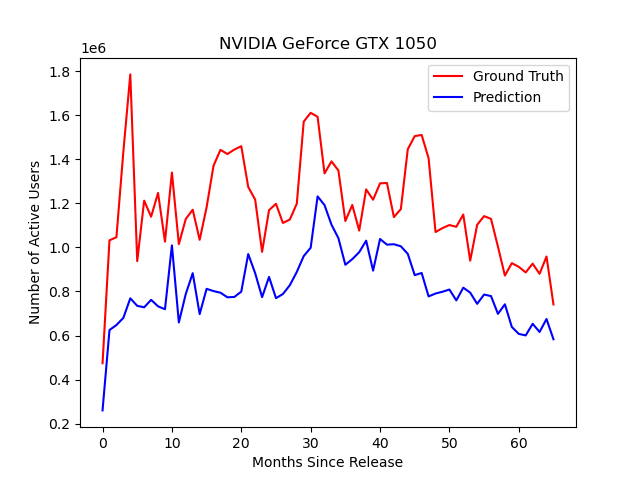 NVIDIA GeForce GTX 1050
1e6
1.8
1.6
1.4
1.2
1.0
0.8
0.6
0.4
0.2
Number of Active Users
Ground Truth
Prediction
0 10 20 30 40 50 60
Months Since Release